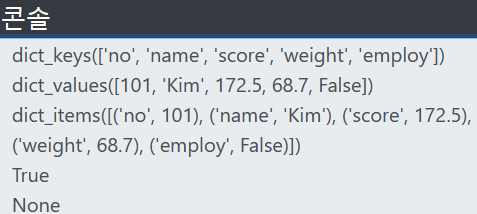 콘솔
dict_keys(['no', 'name', 'score', 'weight', 'employ'])
dict_values([101, 'Kim', 172.5, 68.7, False])
dict_items([('no', 101), ('name', 'Kim'), ('score', 172.5),
('weight', 68.7), ('employ', False)])
True
None